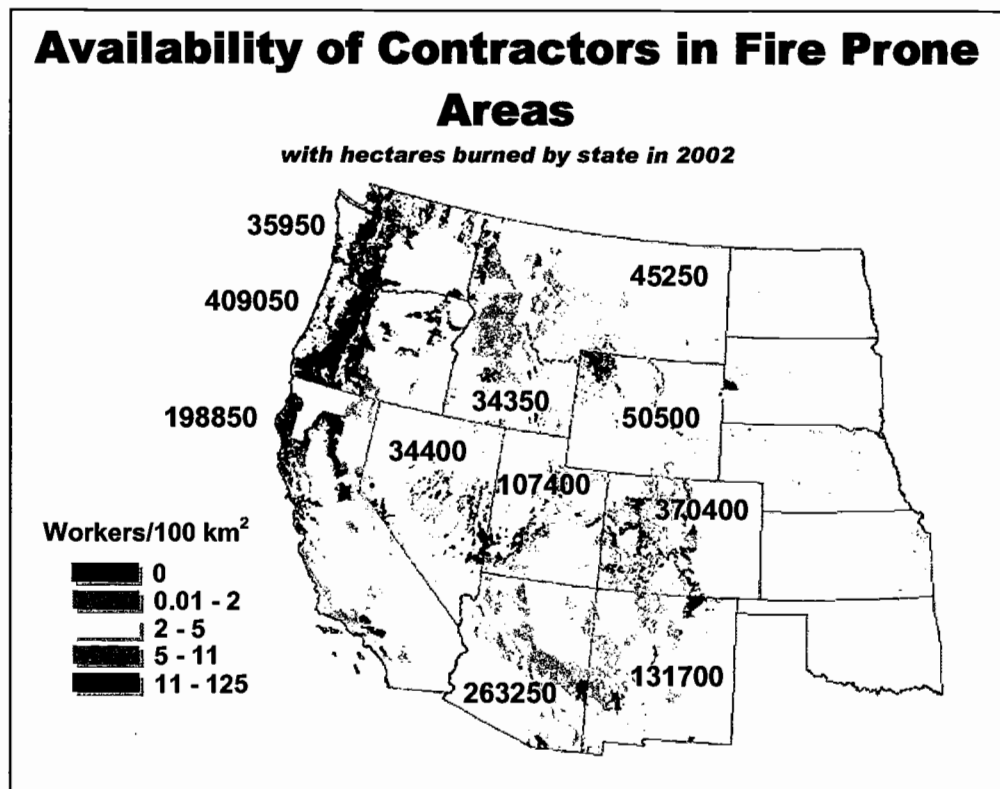 Availability of Contractors in Fire Prone
Areas
with hectares burned by state in 2002
35950
45250
409050
34350
50500
198850
34400
107400
370400
Workers/100 km²
0
0.01 - 2
2 - 5
5 - 11
11 - 125
263250
131700